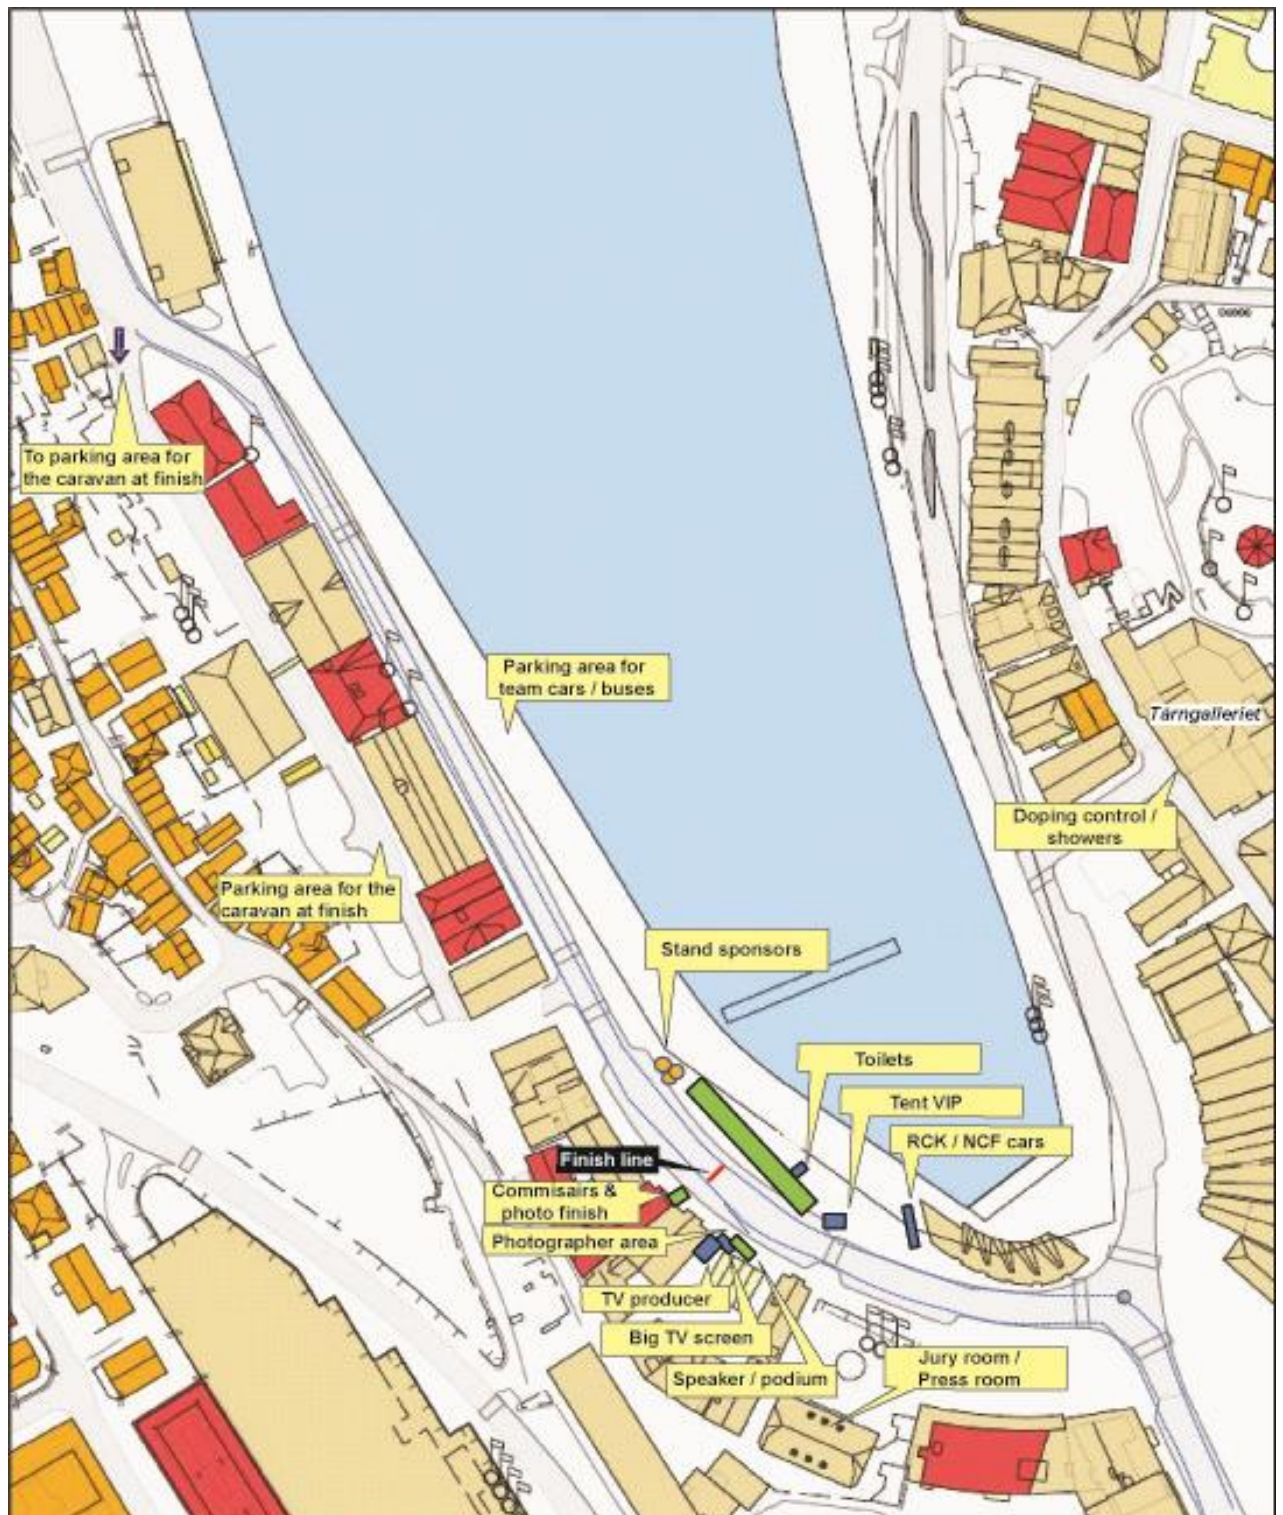 To parking area for
the caravan at finish
Parking area for
team cars / buses
Tårngalleriet
Doping control /
showers
Parking area for the
caravan at finish
Stand sponsors
Toilets
Tent VIP
RCK / NCF cars
Finish line
Commisairs &
photo finish
Photographer area
TV producer
Big TV screen
Speaker / podium
Jury room /
Press room